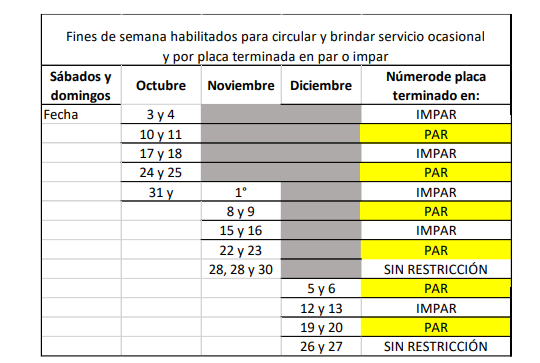 Fines de semana habilitados para circular y brindar servicio ocasional
y por placa terminada en par o impar
Sábados y domingos Octubre Noviembre Diciembre Númerode placa terminado en:
Fecha 3 y 4 IMPAR
10 y 11 PAR
17 y 18 IMPAR
24 y 25 PAR
31 y 1° IMPAR
8 y 9 PAR
15 y 16 IMPAR
22 y 23 PAR
28, 28 y 30 SIN RESTRICCIÓN
5 y 6 PAR
12 y 13 IMPAR
19 y 20 PAR
26 y 27 SIN RESTRICCIÓN